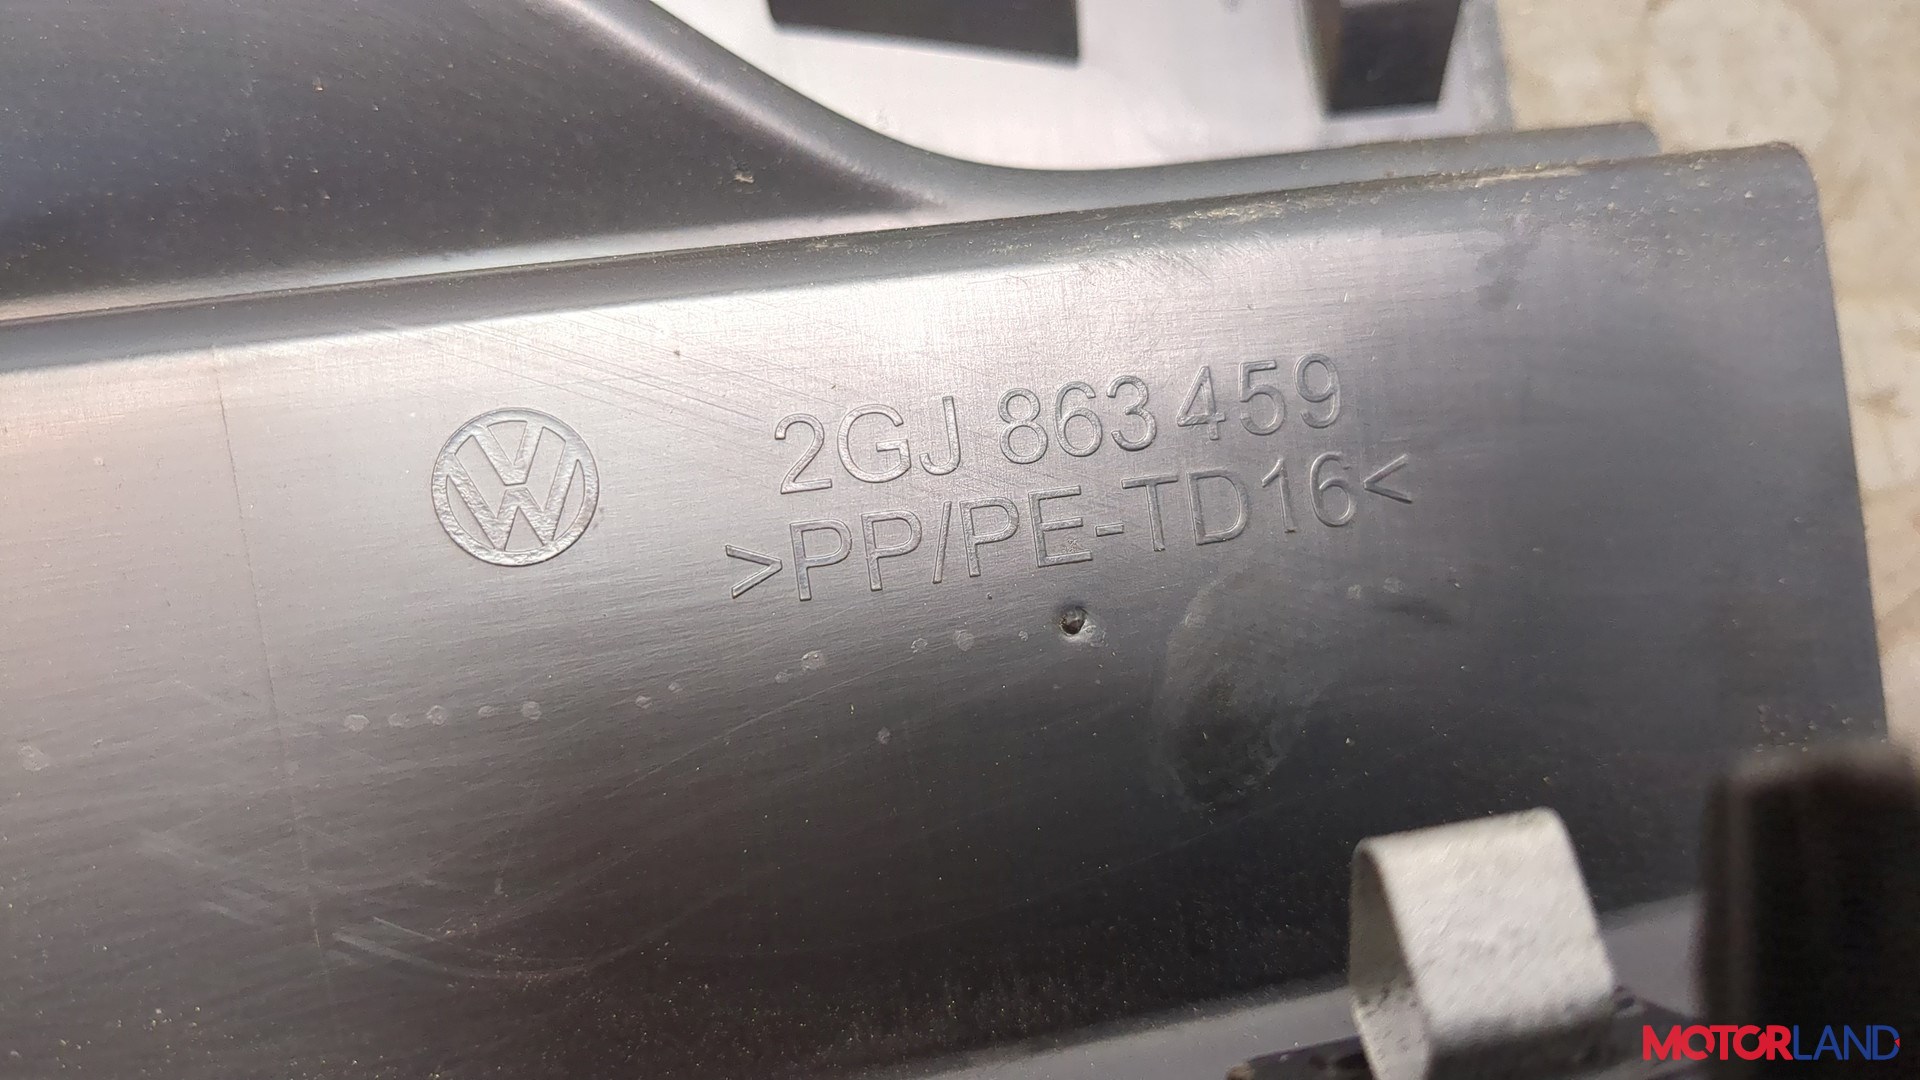 2GJ 863 459
>PP/PE-TD16<
MOTORLAND